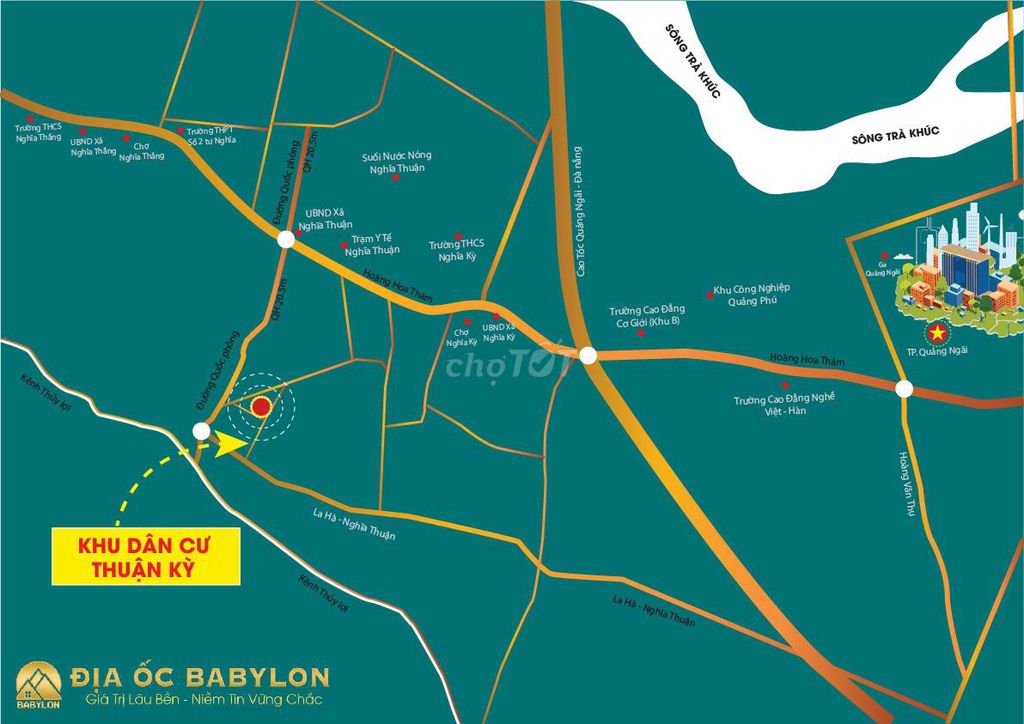 SÔNG TRÀ KHÚC
SÔNG TRÀ KHÚC
Trường THCS
Nghĩa Thắng
UBND Xã
Nghĩa Thắng
Chợ
Nghĩa Thắng
Trường THPT
Số 2 tư Nghĩa
Đường Quốc phòng
QH 20.5m
Suối Nước Nóng
Nghĩa Thuận
Cao Tốc Quảng Ngãi - Đà nẵng
UBND Xã
Nghĩa Thuận
Trạm Y Tế
Nghĩa Thuận
Trường THCS
Nghĩa Kỳ
Ga
Quảng Ngãi
QH 20.5m
Hoàng Hoa Thám
Khu Công Nghiệp
Quảng Phú
Trường Cao Đẳng
Cơ Giới (Khu B)
Chợ
Nghĩa Kỳ
UBND Xã
Nghĩa Kỳ
TP. Quảng Ngãi
chợTỐT
Hoàng Hoa Thám
Đường Quốc phòng
Kênh Thủy lợi
Trường Cao Đẳng Nghề
Việt - Hàn
Hoàng Văn Thụ
La Hà - Nghĩa Thuận
KHU DÂN CƯ
THUẬN KỲ
Kênh Thủy lợi
La Hà - Nghĩa Thuận
BABYLON
ĐỊA ỐC BABYLON
Giá Trị Lâu Bền - Niềm Tin Vững Chắc